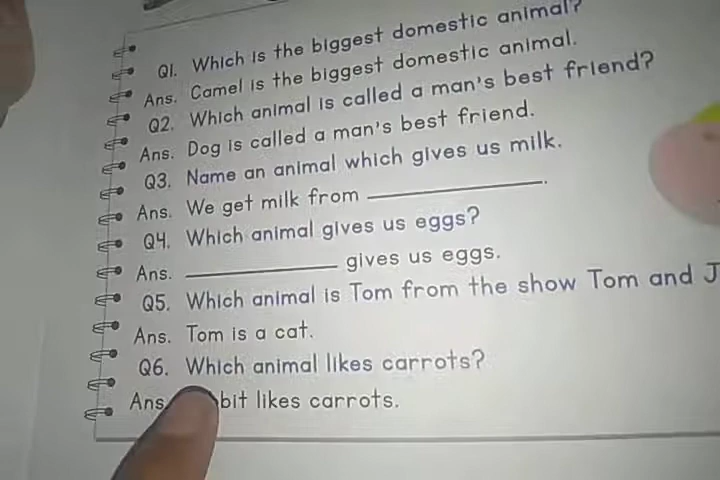 Q1. Which is the biggest domestic animal?
Ans. Camel is the biggest domestic animal.
Q2. Which animal is called a man's best friend?
Ans. Dog is called a man's best friend.
Q3. Name an animal which gives us milk.
Ans. We get milk from ____________.
Q4. Which animal gives us eggs?
Ans. ____________ gives us eggs.
Q5. Which animal is Tom from the show Tom and J
Ans. Tom is a cat.
Q6. Which animal likes carrots?
Ans. bit likes carrots.